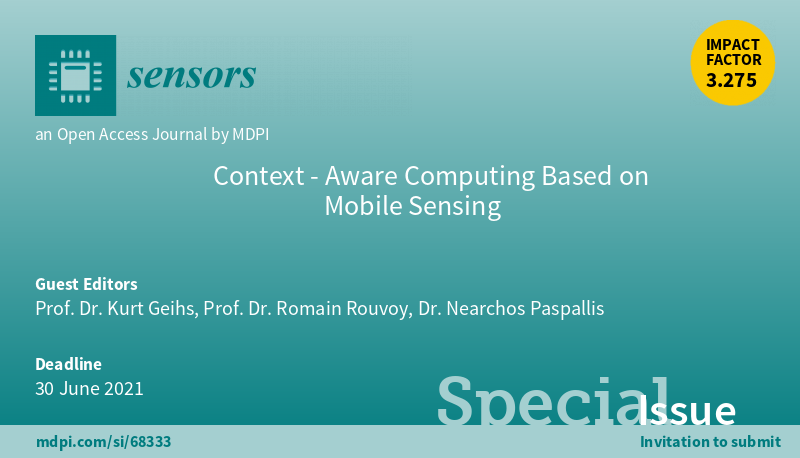 sensors
IMPACT
FACTOR
3.275
an Open Access Journal by MDPI
Context - Aware Computing Based on
Mobile Sensing
Guest Editors
Prof. Dr. Kurt Geihs, Prof. Dr. Romain Rouvoy, Dr. Nearchos Paspallis
Deadline
30 June 2021
Special Issue
mdpi.com/si/68333
Invitation to submit